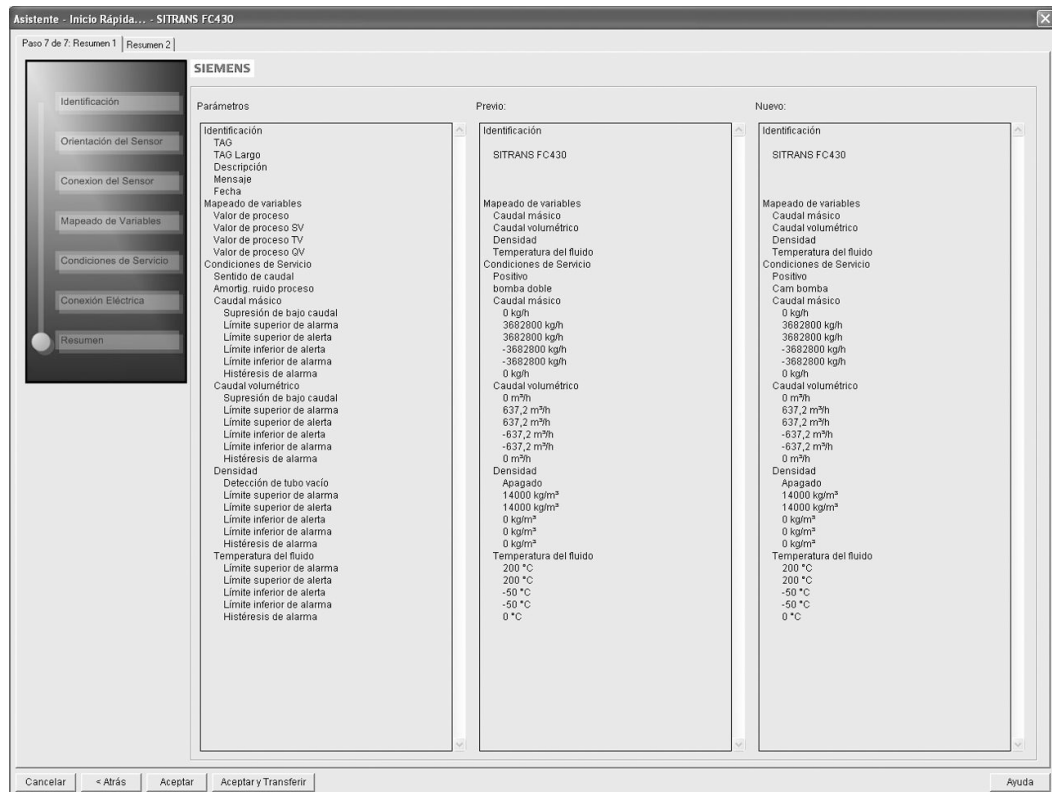 Asistente - Inicio Rápida... - SITRANS FC430
Paso 7 de 7: Resumen 1
Resumen 2
SIEMENS
Identificación
Orientación del Sensor
Conexion del Sensor
Mapeado de Variables
Condiciones de Servicio
Conexión Eléctrica
Resumen
Parámetros
Identificación
TAG
TAG Largo
Descripción
Mensaje
Fecha
Mapeado de variables
Valor de proceso
Valor de proceso SV
Valor de proceso TV
Valor de proceso QV
Condiciones de Servicio
Sentido de caudal
Amortig. ruido proceso
Caudal másico
Supresión de bajo caudal
Límite superior de alarma
Límite superior de alerta
Límite inferior de alerta
Límite inferior de alarma
Histéresis de alarma
Caudal volumétrico
Supresión de bajo caudal
Límite superior de alarma
Límite superior de alerta
Límite inferior de alerta
Límite inferior de alarma
Histéresis de alarma
Densidad
Detección de tubo vacío
Límite superior de alarma
Límite superior de alerta
Límite inferior de alerta
Límite inferior de alarma
Histéresis de alarma
Temperatura del fluido
Límite superior de alarma
Límite superior de alerta
Límite inferior de alerta
Límite inferior de alarma
Histéresis de alarma
Previo:
Identificación
SITRANS FC430
Mapeado de variables
Caudal másico
Caudal volumétrico
Densidad
Temperatura del fluido
Condiciones de Servicio
Positivo
bomba doble
Caudal másico
0 kg/h
3682800 kg/h
3682800 kg/h
-3682800 kg/h
-3682800 kg/h
0 kg/h
Caudal volumétrico
0 m³/h
637,2 m³/h
637,2 m³/h
-637,2 m³/h
-637,2 m³/h
0 m³/h
Densidad
Apagado
14000 kg/m³
14000 kg/m³
0 kg/m³
0 kg/m³
0 kg/m³
Temperatura del fluido
200 °C
200 °C
-50 °C
-50 °C
0 °C
Nuevo:
Identificación
SITRANS FC430
Mapeado de variables
Caudal másico
Caudal volumétrico
Densidad
Temperatura del fluido
Condiciones de Servicio
Positivo
Cam bomba
Caudal másico
0 kg/h
3682800 kg/h
3682800 kg/h
-3682800 kg/h
-3682800 kg/h
0 kg/h
Caudal volumétrico
0 m³/h
637,2 m³/h
637,2 m³/h
-637,2 m³/h
-637,2 m³/h
0 m³/h
Densidad
Apagado
14000 kg/m³
14000 kg/m³
0 kg/m³
0 kg/m³
0 kg/m³
Temperatura del fluido
200 °C
200 °C
-50 °C
-50 °C
0 °C
Cancelar
< Atrás
Aceptar
Aceptar y Transferir
Ayuda